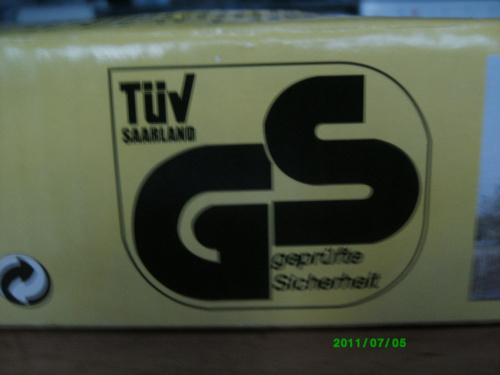 TÜV
SAARLAND
GS
geprüfte
Sicherheit
2011/07/05